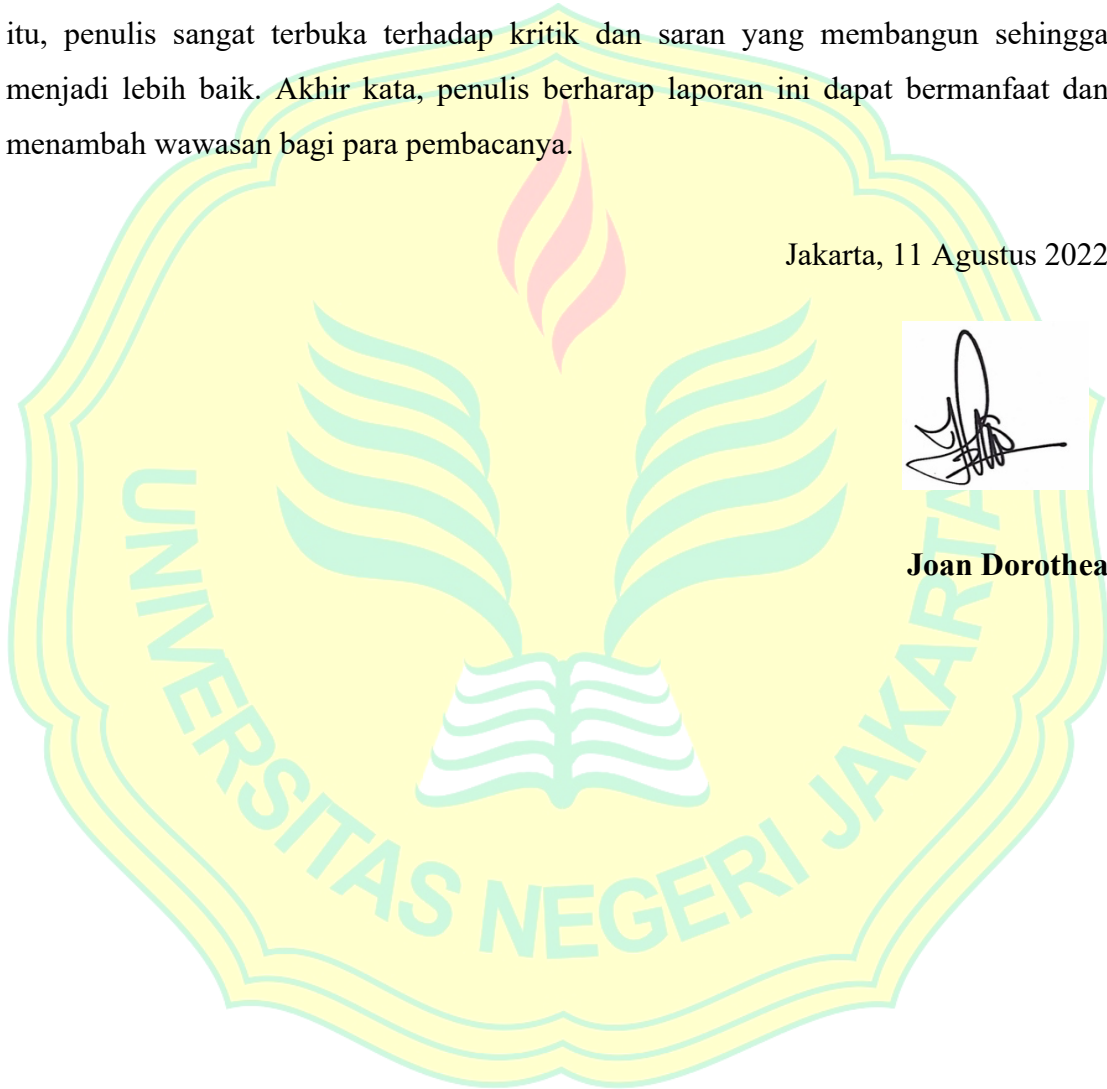 itu, penulis sangat terbuka terhadap kritik dan saran yang membangun sehingga
menjadi lebih baik. Akhir kata, penulis berharap laporan ini dapat bermanfaat dan
menambah wawasan bagi para pembacanya.
Jakarta, 11 Agustus 2022
Joan Dorothea
UNIVERSITAS NEGERI JAKARTA